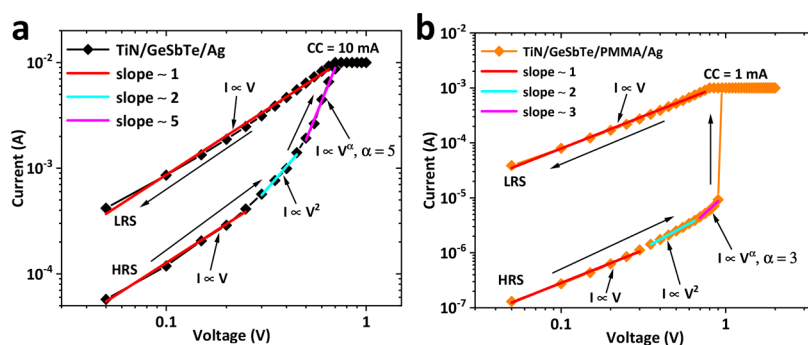 a
TiN/GeSbTe/Ag
slope ~ 1
slope ~ 2
slope ~ 5
CC = 10 mA
I ∝ V
I ∝ V^α, α = 5
I ∝ V²
I ∝ V
LRS
HRS
Current (A)
10⁻²
10⁻³
10⁻⁴
0.1
1
Voltage (V)
b
TiN/GeSbTe/PMMA/Ag
slope ~ 1
slope ~ 2
slope ~ 3
CC = 1 mA
I ∝ V
LRS
HRS
I ∝ V
I ∝ V²
I ∝ V^α, α = 3
Current (A)
10⁻²
10⁻³
10⁻⁴
10⁻⁵
10⁻⁶
10⁻⁷
0.1
1
Voltage (V)